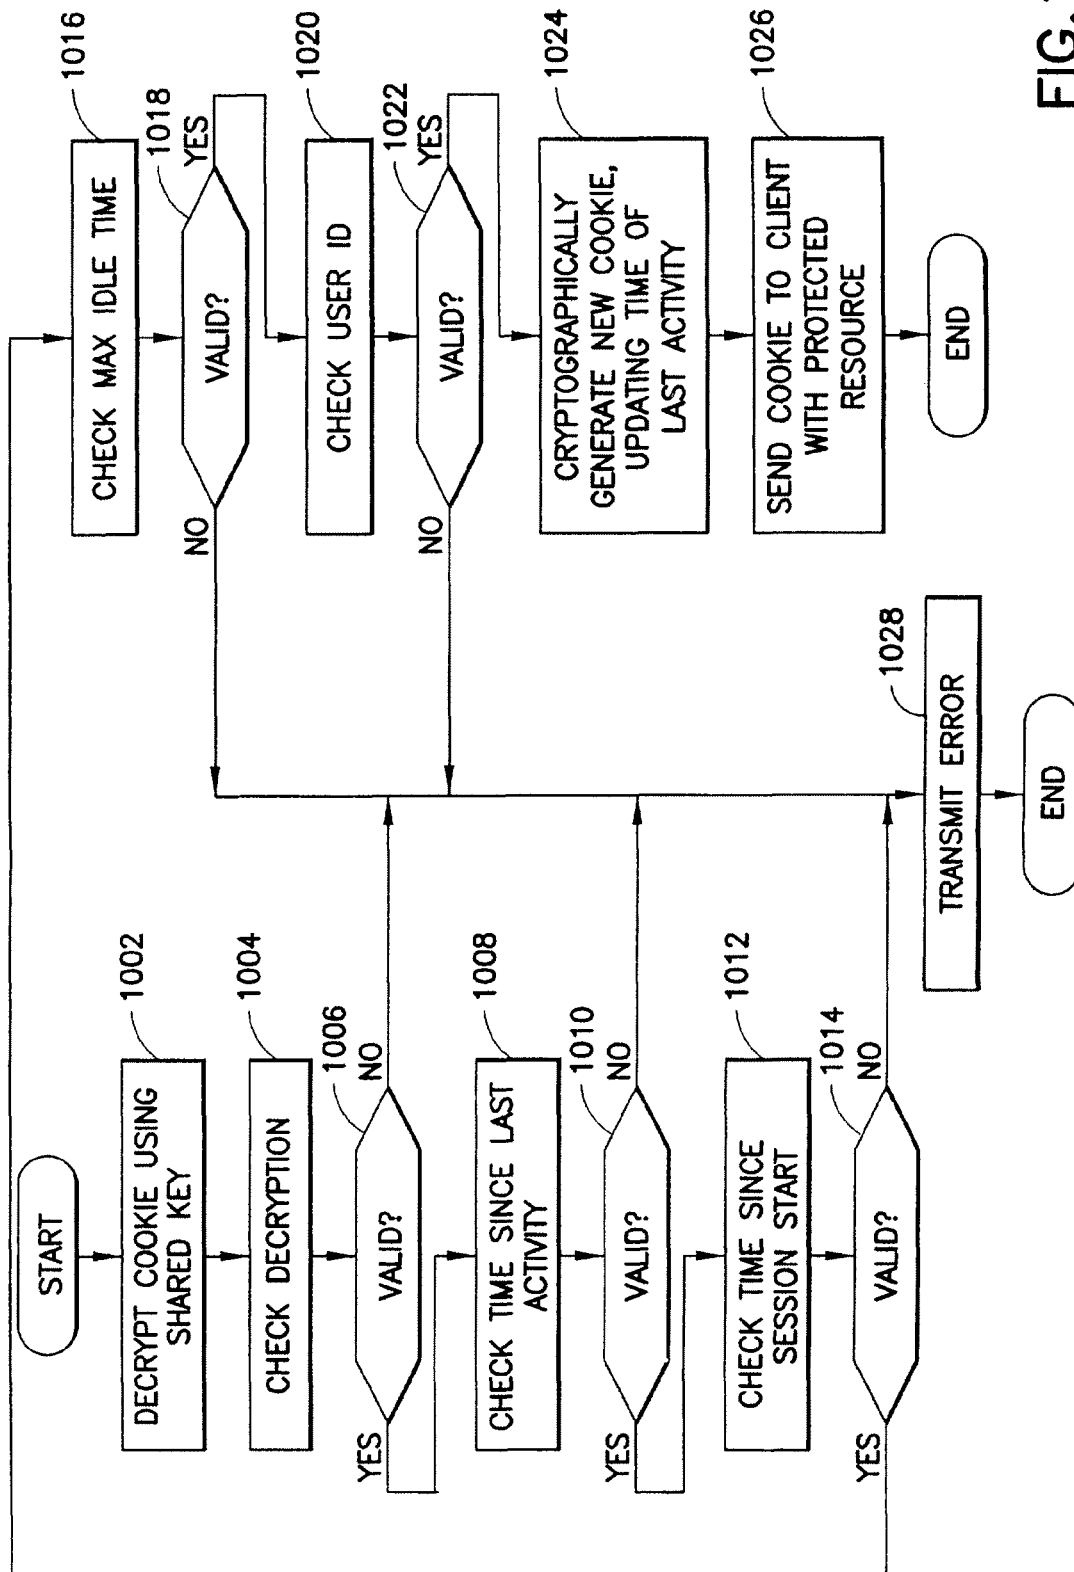 START
DECRYPT COOKIE USING
SHARED KEY
1002
CHECK DECRYPTION
1004
VALID?
1006
YES
NO
CHECK TIME SINCE LAST
ACTIVITY
1008
VALID?
1010
YES
NO
CHECK TIME SINCE
SESSION START
1012
VALID?
1014
YES
NO
CHECK MAX IDLE TIME
1016
VALID?
1018
NO
YES
CHECK USER ID
1020
VALID?
1022
NO
YES
CRYPTOGRAPHICALLY
GENERATE NEW COOKIE,
UPDATING TIME OF
LAST ACTIVITY
1024
SEND COOKIE TO CLIENT
WITH PROTECTED
RESOURCE
1026
END
TRANSMIT ERROR
1028
END
FIG.